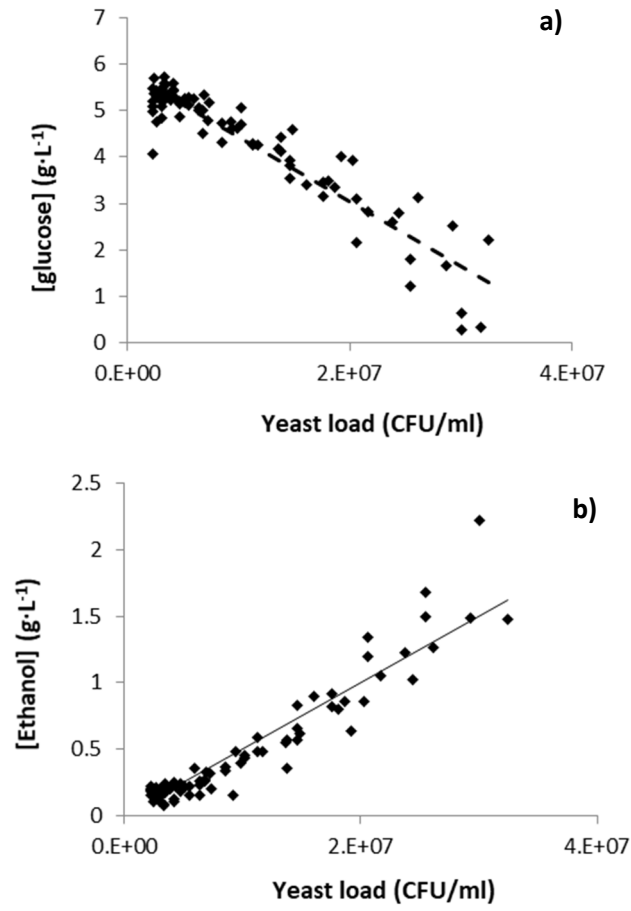 a)
7
6
5
4
3
2
1
0
[glucose] (g·L⁻¹)
0.E+00 2.E+07 4.E+07
Yeast load (CFU/ml)
b)
2.5
2
1.5
1
0.5
0
[Ethanol] (g·L⁻¹)
0.E+00 2.E+07 4.E+07
Yeast load (CFU/ml)